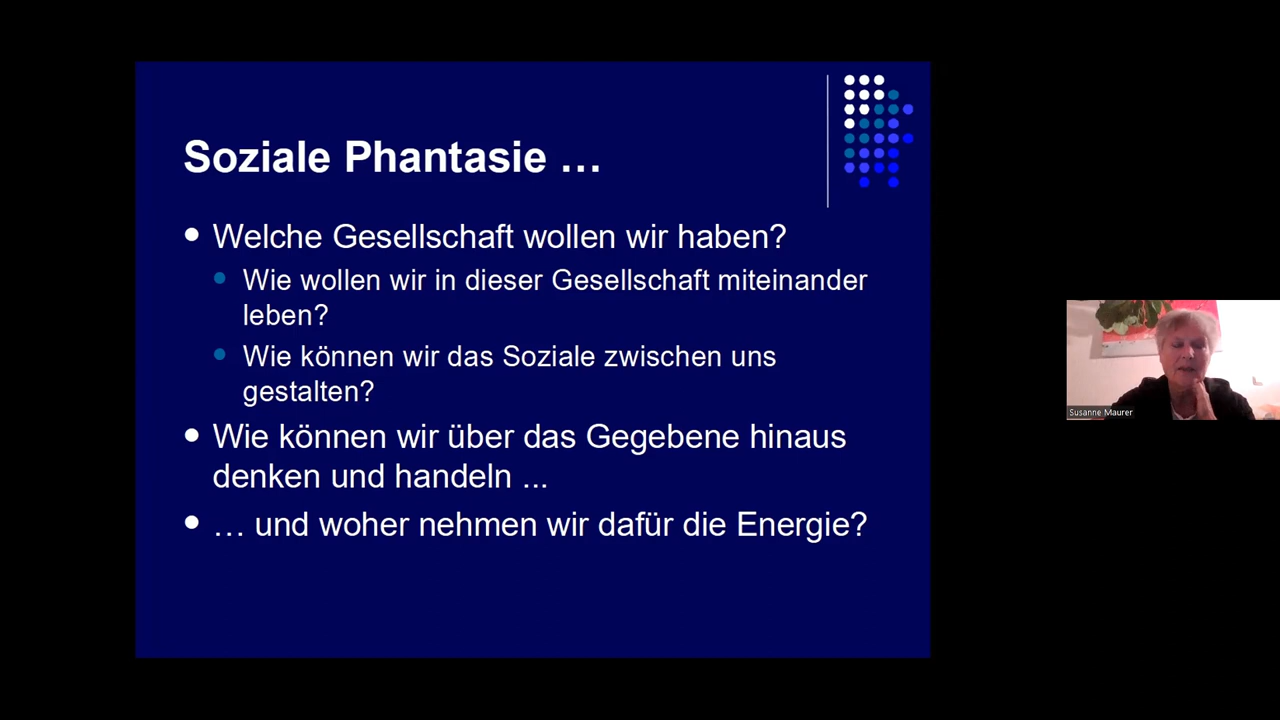 Soziale Phantasie …
Welche Gesellschaft wollen wir haben?
Wie wollen wir in dieser Gesellschaft miteinander
leben?
Wie können wir das Soziale zwischen uns
gestalten?
Wie können wir über das Gegebene hinaus
denken und handeln ...
… und woher nehmen wir dafür die Energie?
Susanne Maurer